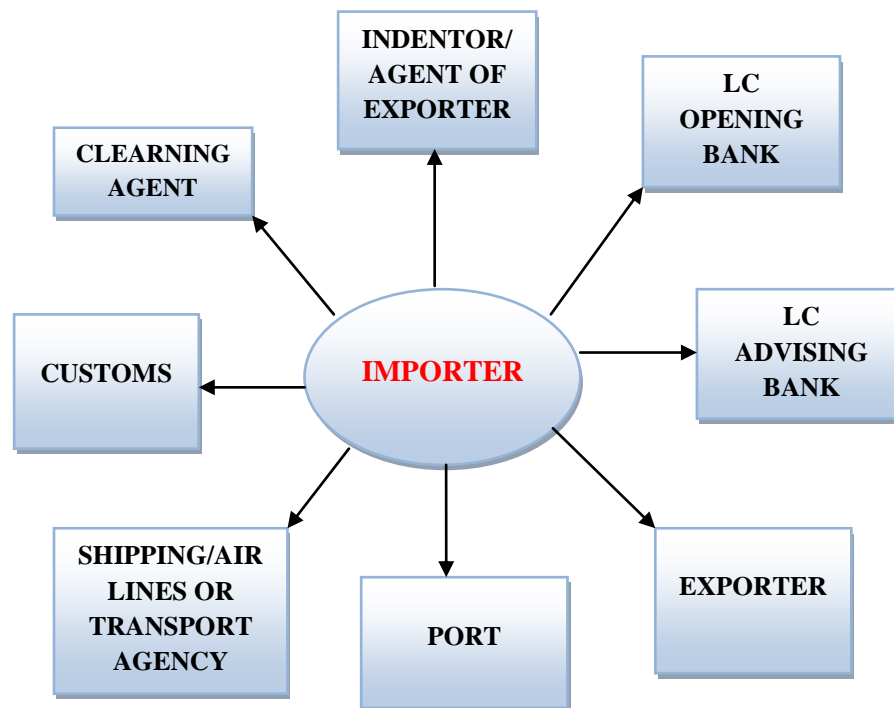 INDENTOR/
AGENT OF
EXPORTER
LC
OPENING
BANK
CLEARNING
AGENT
LC
ADVISING
BANK
CUSTOMS
IMPORTER
SHIPPING/AIR
LINES OR
TRANSPORT
AGENCY
PORT
EXPORTER